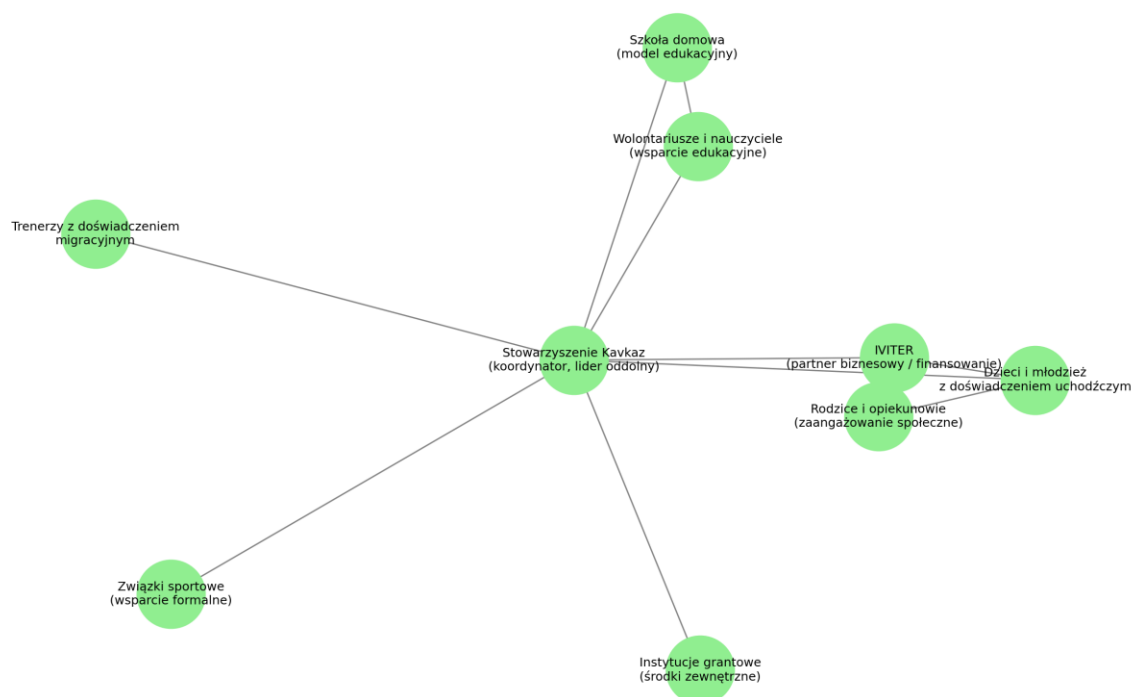 Szkoła domowa
(model edukacyjny)
Wolontariusze i nauczyciele
(wsparcie edukacyjne)
Trenerzy z doświadczeniem
migracyjnym
Stowarzyszenie Kavkaz
(koordynator, lider oddolny)
IVITER
(partner biznesowy / finansowanie)
Dzieci i młodzież
z doświadczeniem uchodźczym
Rodzice i opiekunowie
(zaangażowanie społeczne)
Związki sportowe
(wsparcie formalne)
Instytucje grantowe
(środki zewnętrzne)